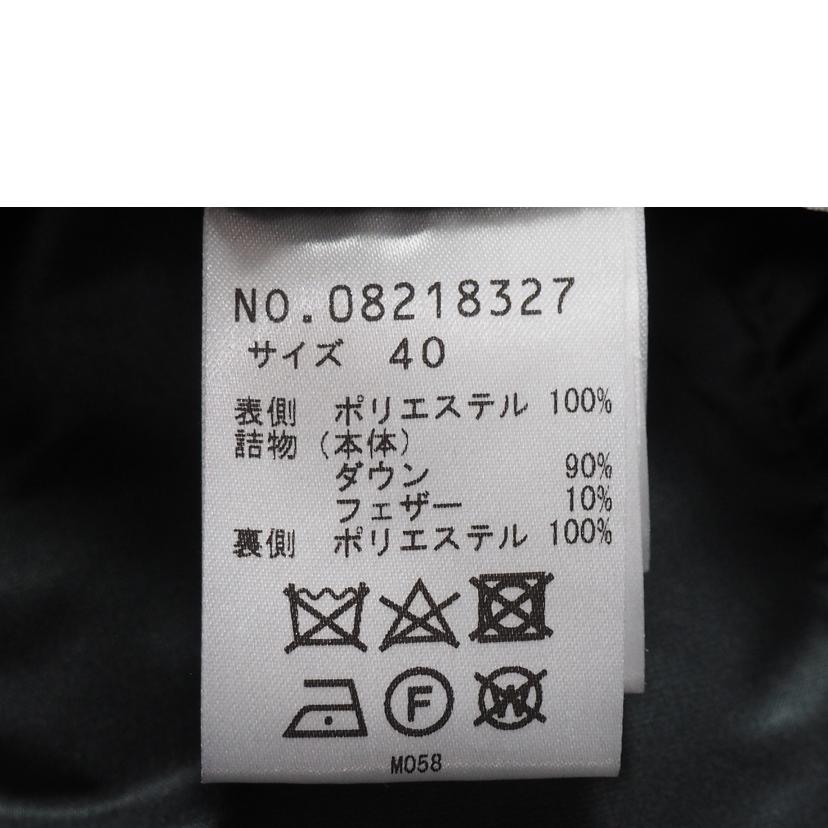 NO.08218327
サイズ 40
表側 ポリエステル 100%
詰物（本体）
ダウン 90%
フェザー 10%
裏側 ポリエステル 100%
F W
M058